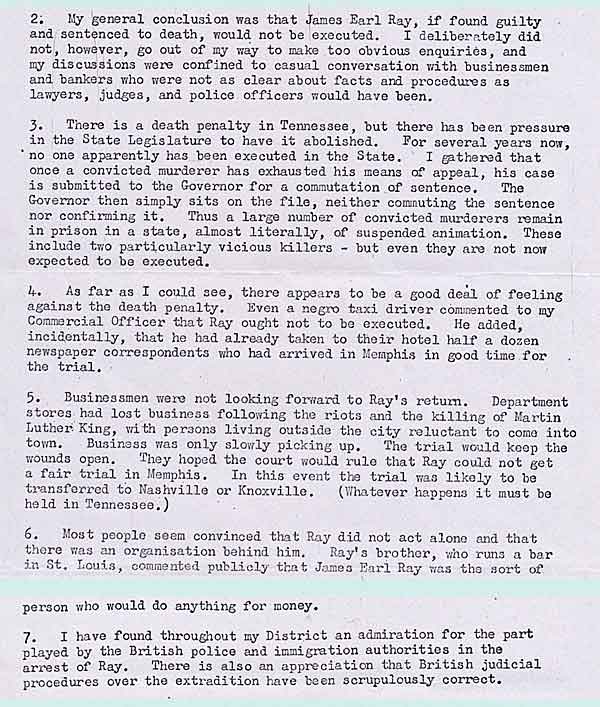 2.   My general conclusion was that James Earl Ray, if found guilty
and sentenced to death, would not be executed.   I deliberately did
not, however, go out of my way to make too obvious enquiries, and
my discussions were confined to casual conversation with businessmen
and bankers who were not as clear about facts and procedures as
lawyers, judges, and police officers would have been.
3.   There is a death penalty in Tennessee, but there has been pressure
in the State Legislature to have it abolished.   For several years now,
no one apparently has been executed in the State.   I gathered that
once a convicted murderer has exhausted his means of appeal, his case
is submitted to the Governor for a commutation of sentence.   The
Governor then simply sits on the file, neither commuting the sentence
nor confirming it.   Thus a large number of convicted murderers remain
in prison in a state, almost literally, of suspended animation.   These
include two particularly vicious killers - but even they are not now
expected to be executed.
4.   As far as I could see, there appears to be a good deal of feeling
against the death penalty.   Even a negro taxi driver commented to my
Commercial Officer that Ray ought not to be executed.   He added,
incidentally, that he had already taken to their hotel half a dozen
newspaper correspondents who had arrived in Memphis in good time for
the trial.
5.   Businessmen were not looking forward to Ray's return.   Department
stores had lost business following the riots and the killing of Martin
Luther King, with persons living outside the city reluctant to come into
town.   Business was only slowly picking up.   The trial would keep the
wounds open.   They hoped the court would rule that Ray could not get
a fair trial in Memphis.   In this event the trial was likely to be
transferred to Nashville or Knoxville.   (Whatever happens it must be
held in Tennessee.)
6.   Most people seem convinced that Ray did not act alone and that
there was an organisation behind him.   Ray's brother, who runs a bar
in St. Louis, commented publicly that James Earl Ray was the sort of
person who would do anything for money.
7.   I have found throughout my District an admiration for the part
played by the British police and immigration authorities in the
arrest of Ray.   There is also an appreciation that British judicial
procedures over the extradition have been scrupulously correct.